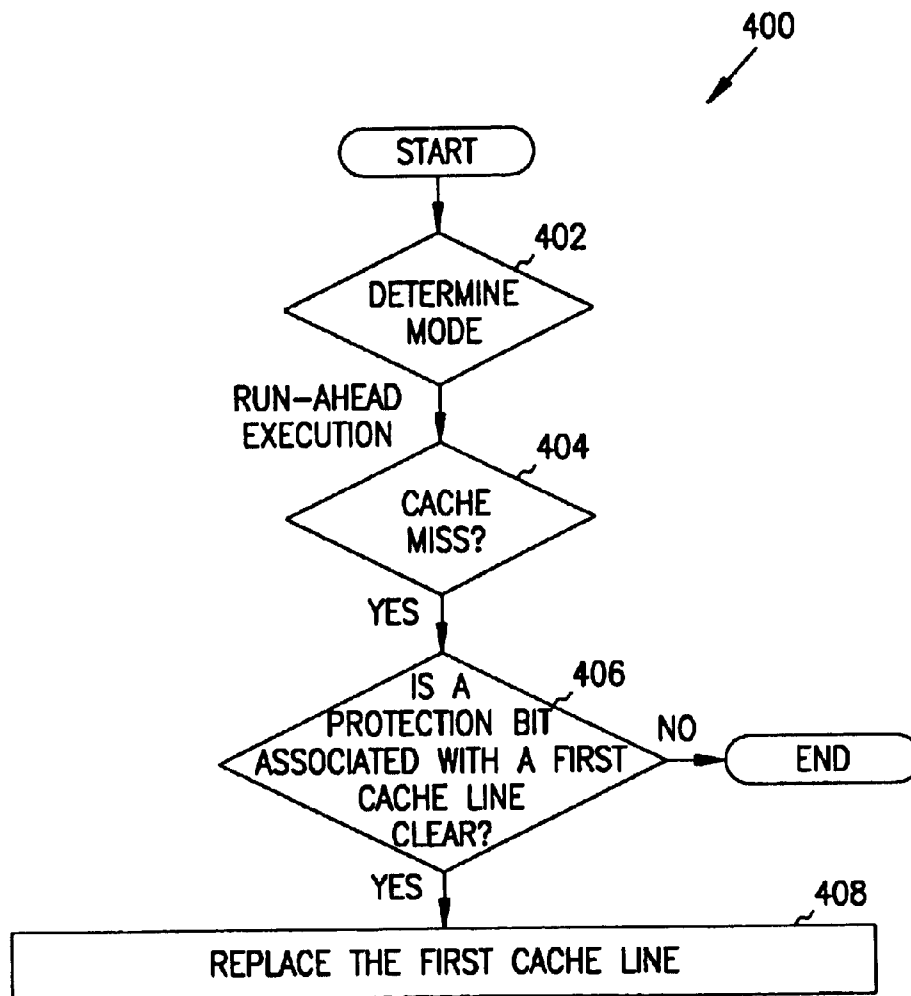 400
START
402
DETERMINE
MODE
RUN-AHEAD
EXECUTION
404
CACHE
MISS?
YES
406
IS A
PROTECTION BIT
ASSOCIATED WITH A FIRST
CACHE LINE
CLEAR?
NO
END
YES
408
REPLACE THE FIRST CACHE LINE